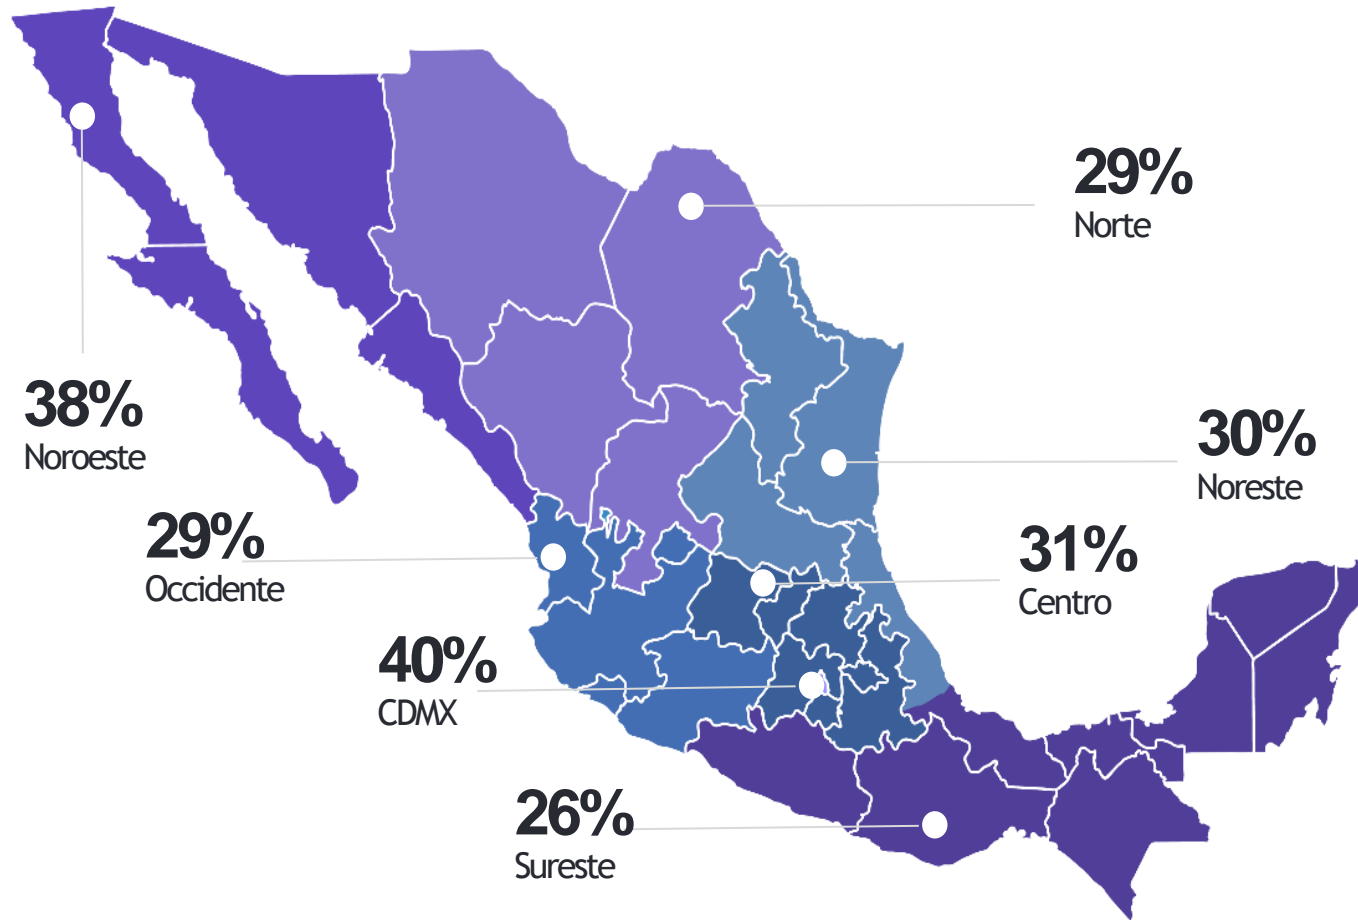 29%
Norte
38%
Noroeste
30%
Noreste
29%
Occidente
31%
Centro
40%
CDMX
26%
Sureste